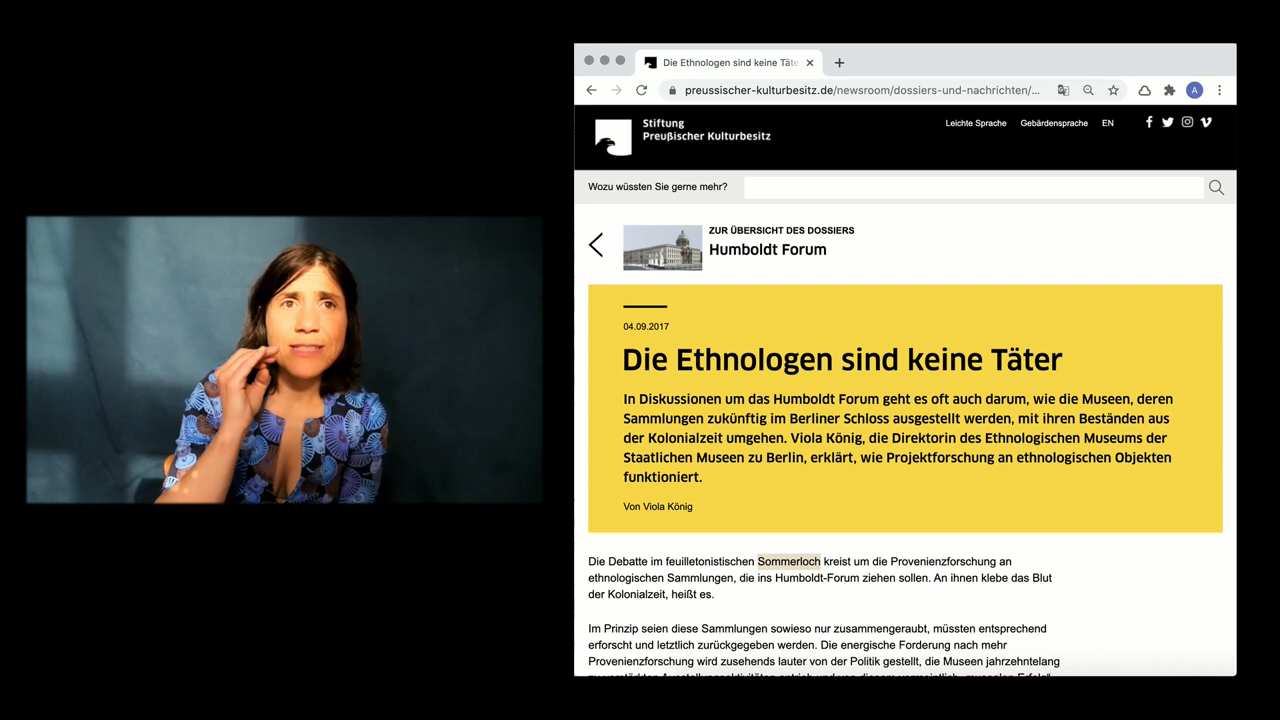 Die Ethnologen sind keine Täte
preussischer-kulturbesitz.de/newsroom/dossiers-und-nachrichten/...
A
Stiftung
Preußischer Kulturbesitz
Leichte Sprache Gebärdensprache EN
Wozu wüssten Sie gerne mehr?
ZUR ÜBERSICHT DES DOSSIERS
Humboldt Forum
04.09.2017
Die Ethnologen sind keine Täter
In Diskussionen um das Humboldt Forum geht es oft auch darum, wie die Museen, deren
Sammlungen zukünftig im Berliner Schloss ausgestellt werden, mit ihren Beständen aus
der Kolonialzeit umgehen. Viola König, die Direktorin des Ethnologischen Museums der
Staatlichen Museen zu Berlin, erklärt, wie Projektforschung an ethnologischen Objekten
funktioniert.
Von Viola König
Die Debatte im feuilletonistischen Sommerloch kreist um die Provenienzforschung an
ethnologischen Sammlungen, die ins Humboldt-Forum ziehen sollen. An ihnen klebe das Blut
der Kolonialzeit, heißt es.
Im Prinzip seien diese Sammlungen sowieso nur zusammengeraubt, müssten entsprechend
erforscht und letztlich zurückgegeben werden. Die energische Forderung nach mehr
Provenienzforschung wird zusehends lauter von der Politik gestellt, die Museen jahrzehntelang